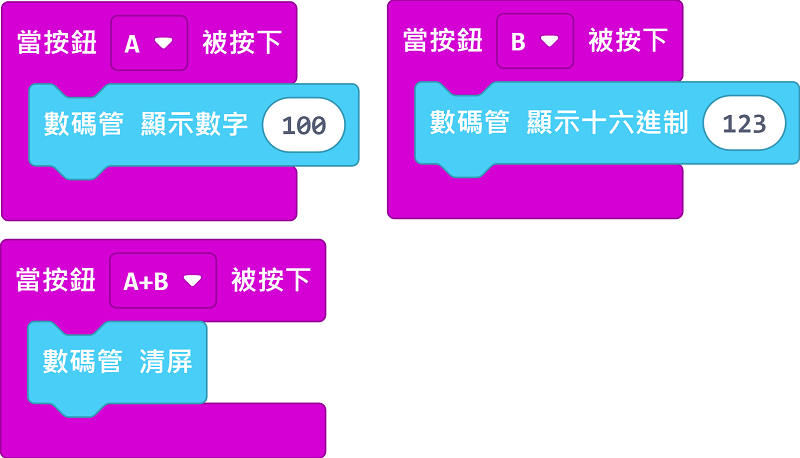 當按鈕 A 被按下
數碼管 顯示數字 100
當按鈕 B 被按下
數碼管 顯示十六進制 123
當按鈕 A+B 被按下
數碼管 清屏